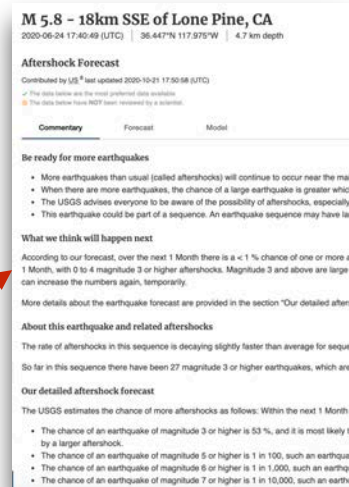 M 5.8 - 18km SSE of Lone Pine, CA
2020-06-24 17:40:49 (UTC) | 36.447°N 117.975°W | 4.7 km depth
Aftershock Forecast
Contributed by US 6 last updated 2020-10-21 17:50:58 (UTC)
✓ The data below are the most preferred data available
The data below have NOT been reviewed by a scientist.
Commentary Forecast Model
Be ready for more earthquakes
• More earthquakes than usual (called aftershocks) will continue to occur near the ma
• When there are more earthquakes, the chance of a large earthquake is greater whic
• The USGS advises everyone to be aware of the possibility of aftershocks, especially
• This earthquake could be part of a sequence. An earthquake sequence may have la
What we think will happen next
According to our forecast, over the next 1 Month there is a < 1 % chance of one or more a
1 Month, with 0 to 4 magnitude 3 or higher aftershocks. Magnitude 3 and above are large
can increase the numbers again, temporarily.
More details about the earthquake forecast are provided in the section "Our detailed after
About this earthquake and related aftershocks
The rate of aftershocks in this sequence is decaying slightly faster than average for seque
So far in this sequence there have been 27 magnitude 3 or higher earthquakes, which are
Our detailed aftershock forecast
The USGS estimates the chance of more aftershocks as follows: Within the next 1 Month
• The chance of an earthquake of magnitude 3 or higher is 53 %, and it is most likely t
by a larger aftershock.
• The chance of an earthquake of magnitude 5 or higher is 1 in 100, such an earthqua
• The chance of an earthquake of magnitude 6 or higher is 1 in 1,000, such an earthq
• The chance of an earthquake of magnitude 7 or higher is 1 in 10,000, such an earth